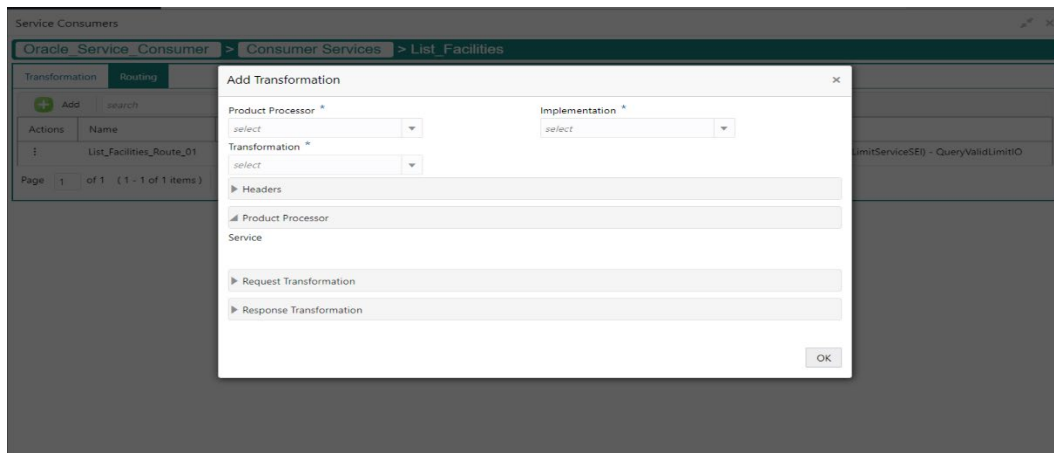 Service Consumers
Oracle_Service_Consumer > Consumer Services > List_Facilities
Transformation Routing
Add Transformation
Add search
Product Processor * Implementation *
select select
Actions Name
Transformation *
List_Facilities_Route_01 LimitServiceSEI) - QueryValidLimitIO
select
Page 1 of 1 (1 - 1 of 1 items)
Headers
Product Processor
Service
Request Transformation
Response Transformation
OK